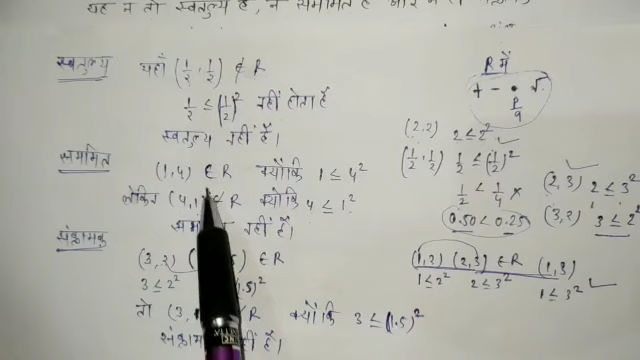 यह न तो स्वतुल्य है, न सममित है और न ही
स्वतुल्य यहाँ (1/2, 1/2) ∉ R
1/2 ≤ (1/2)² नहीं होता है
स्वतुल्य नहीं है।
सममित (1,4) ∈ R क्योंकि 1 ≤ 4²
लेकिन (4,1) ∉ R क्योंकि 4 ≤ 1²
नहीं है।
संक्रामक (3,2) ∈ R
3 ≤ 2²
तो (3, R क्योंकि 3 ≤ (1.5)²
नहीं है।
R में
+ - • √
p/q
(2,2) 2 ≤ 2²
(1/2, 1/2) 1/2 ≤ (1/2)²
1/2 ≤ 1/4 ×
0.50 ≤ 0.25
(2,3) 2 ≤ 3²
(3,2) 3 ≤ 2²
(1,2) (2,3) ∈ R (1,3)
1 ≤ 2² 2 ≤ 3² 1 ≤ 3²